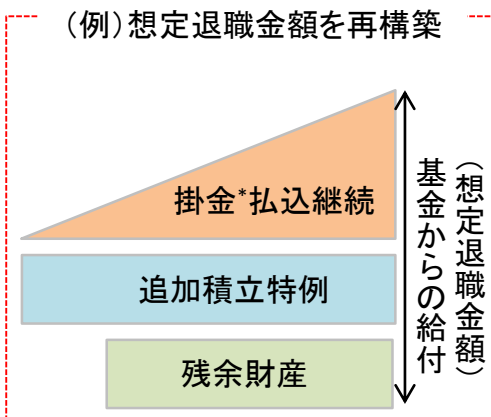 (例)想定退職金額を再構築
掛金*払込継続
追加積立特例
残余財産
(想定退職金額)
基金からの給付